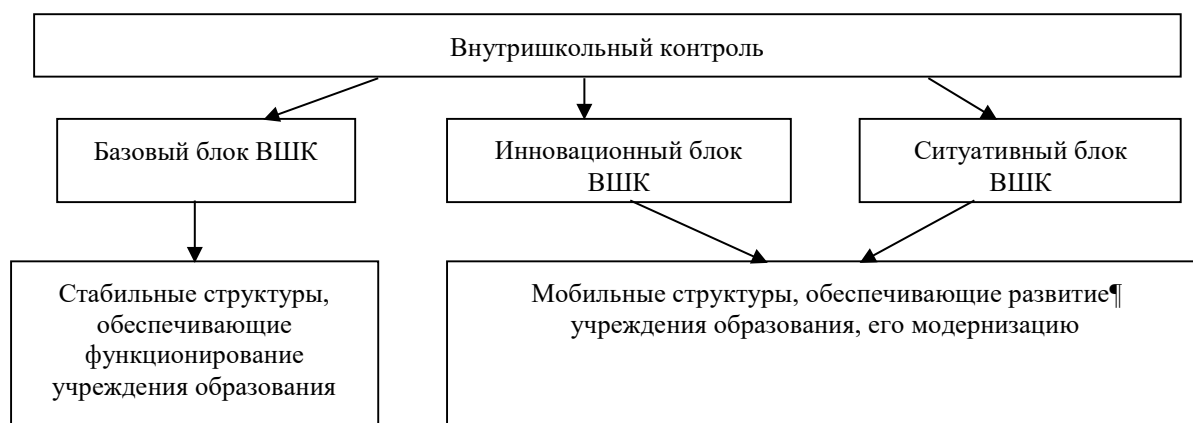 Внутришкольный контроль
Базовый блок ВШК
Инновационный блок
ВШК
Ситуативный блок
ВШК
Стабильные структуры,
обеспечивающие
функционирование
учреждения образования
Мобильные структуры, обеспечивающие развитие¶
учреждения образования, его модернизацию